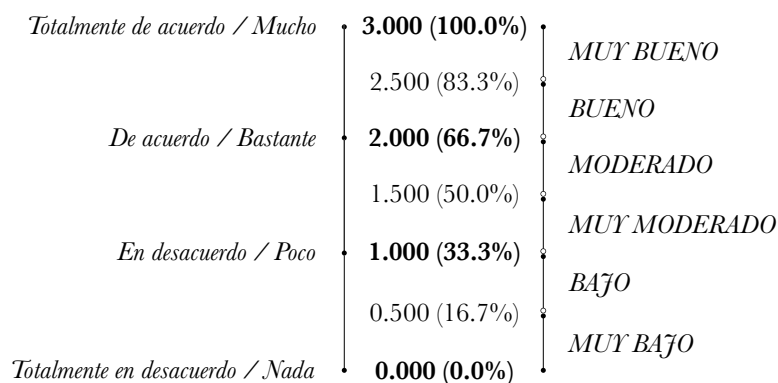 Totalmente de acuerdo / Mucho 3.000 (100.0%)
MUY BUENO
2.500 (83.3%)
BUENO
De acuerdo / Bastante 2.000 (66.7%)
MODERADO
1.500 (50.0%)
MUY MODERADO
En desacuerdo / Poco 1.000 (33.3%)
BAJO
0.500 (16.7%)
MUY BAJO
Totalmente en desacuerdo / Nada 0.000 (0.0%)